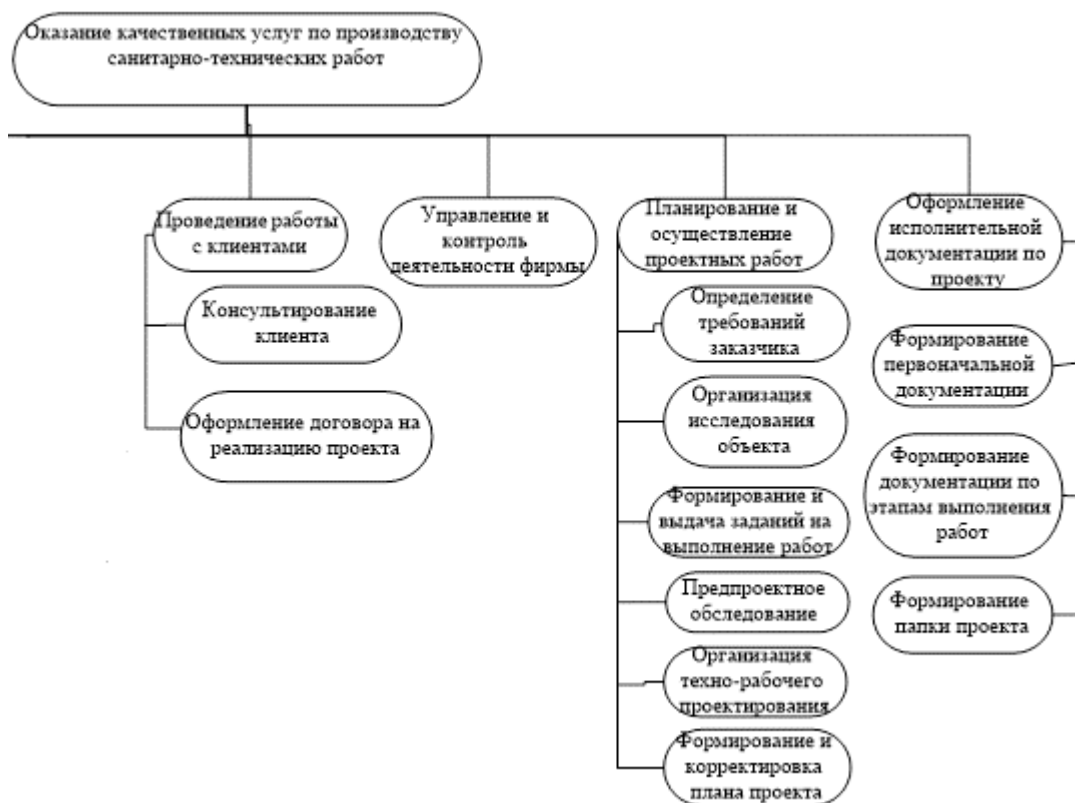 Оказание качественных услуг по производству
санитарно-технических работ
Проведение работы
с клиентами
Консультирование
клиента
Оформление договора на
реализацию проекта
Управление и
контроль
деятельности фирмы
Планирование и
осуществление
проектных работ
Определение
требований
заказчика
Организация
исследования
объекта
Формирование и
выдача заданий на
выполнение работ
Предпроектное
обследование
Организация
техно-рабочего
проектирования
Формирование и
корректировка
плана проекта
Оформление
исполнительной
документации по
проекту
Формирование
первоначальной
документации
Формирование
документации по
этапам выполнения
работ
Формирование
папки проекта